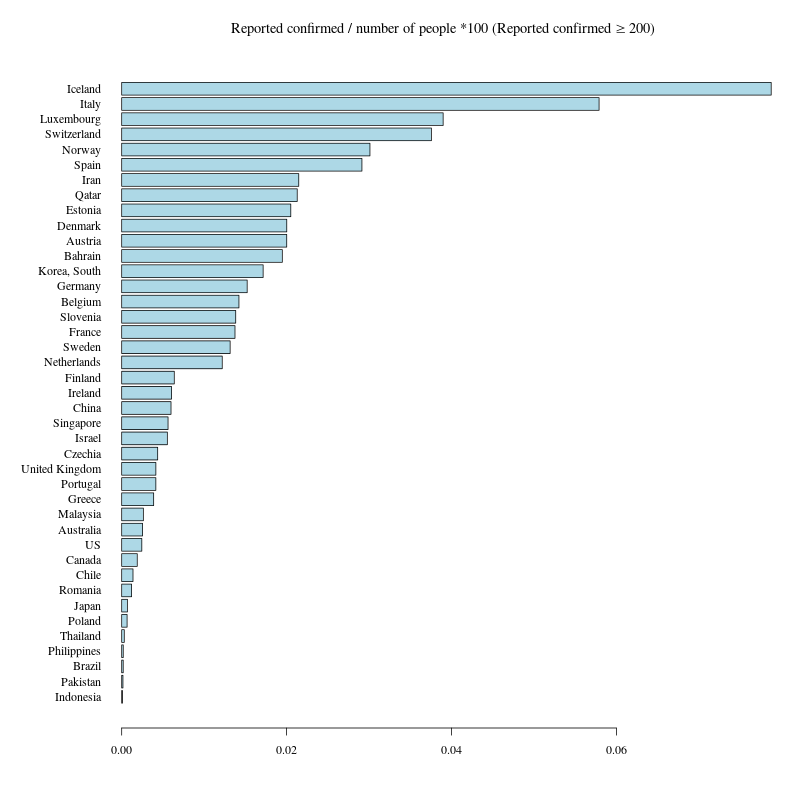 Reported confirmed / number of people *100 (Reported confirmed ≥ 200)
Iceland
Italy
Luxembourg
Switzerland
Norway
Spain
Iran
Qatar
Estonia
Denmark
Austria
Bahrain
Korea, South
Germany
Belgium
Slovenia
France
Sweden
Netherlands
Finland
Ireland
China
Singapore
Israel
Czechia
United Kingdom
Portugal
Greece
Malaysia
Australia
US
Canada
Chile
Romania
Japan
Poland
Thailand
Philippines
Brazil
Pakistan
Indonesia
0.00 0.02 0.04 0.06